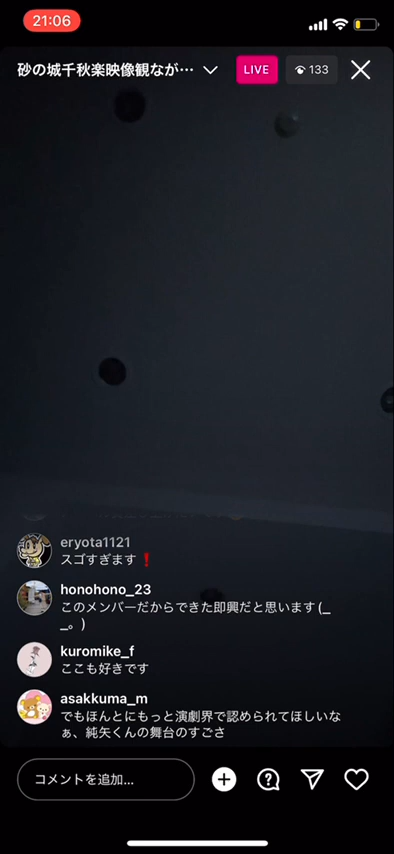 21:06
砂の城千秋楽映像観なが…
LIVE
133
eryota1121
スゴすぎます❗
honohono_23
このメンバーだからできた即興だと思います(_
_。)
kuromike_f
ここも好きです
asakkuma_m
でもほんとにもっと演劇界で認められてほしいな
ぁ、純矢くんの舞台のすごさ
コメントを追加...